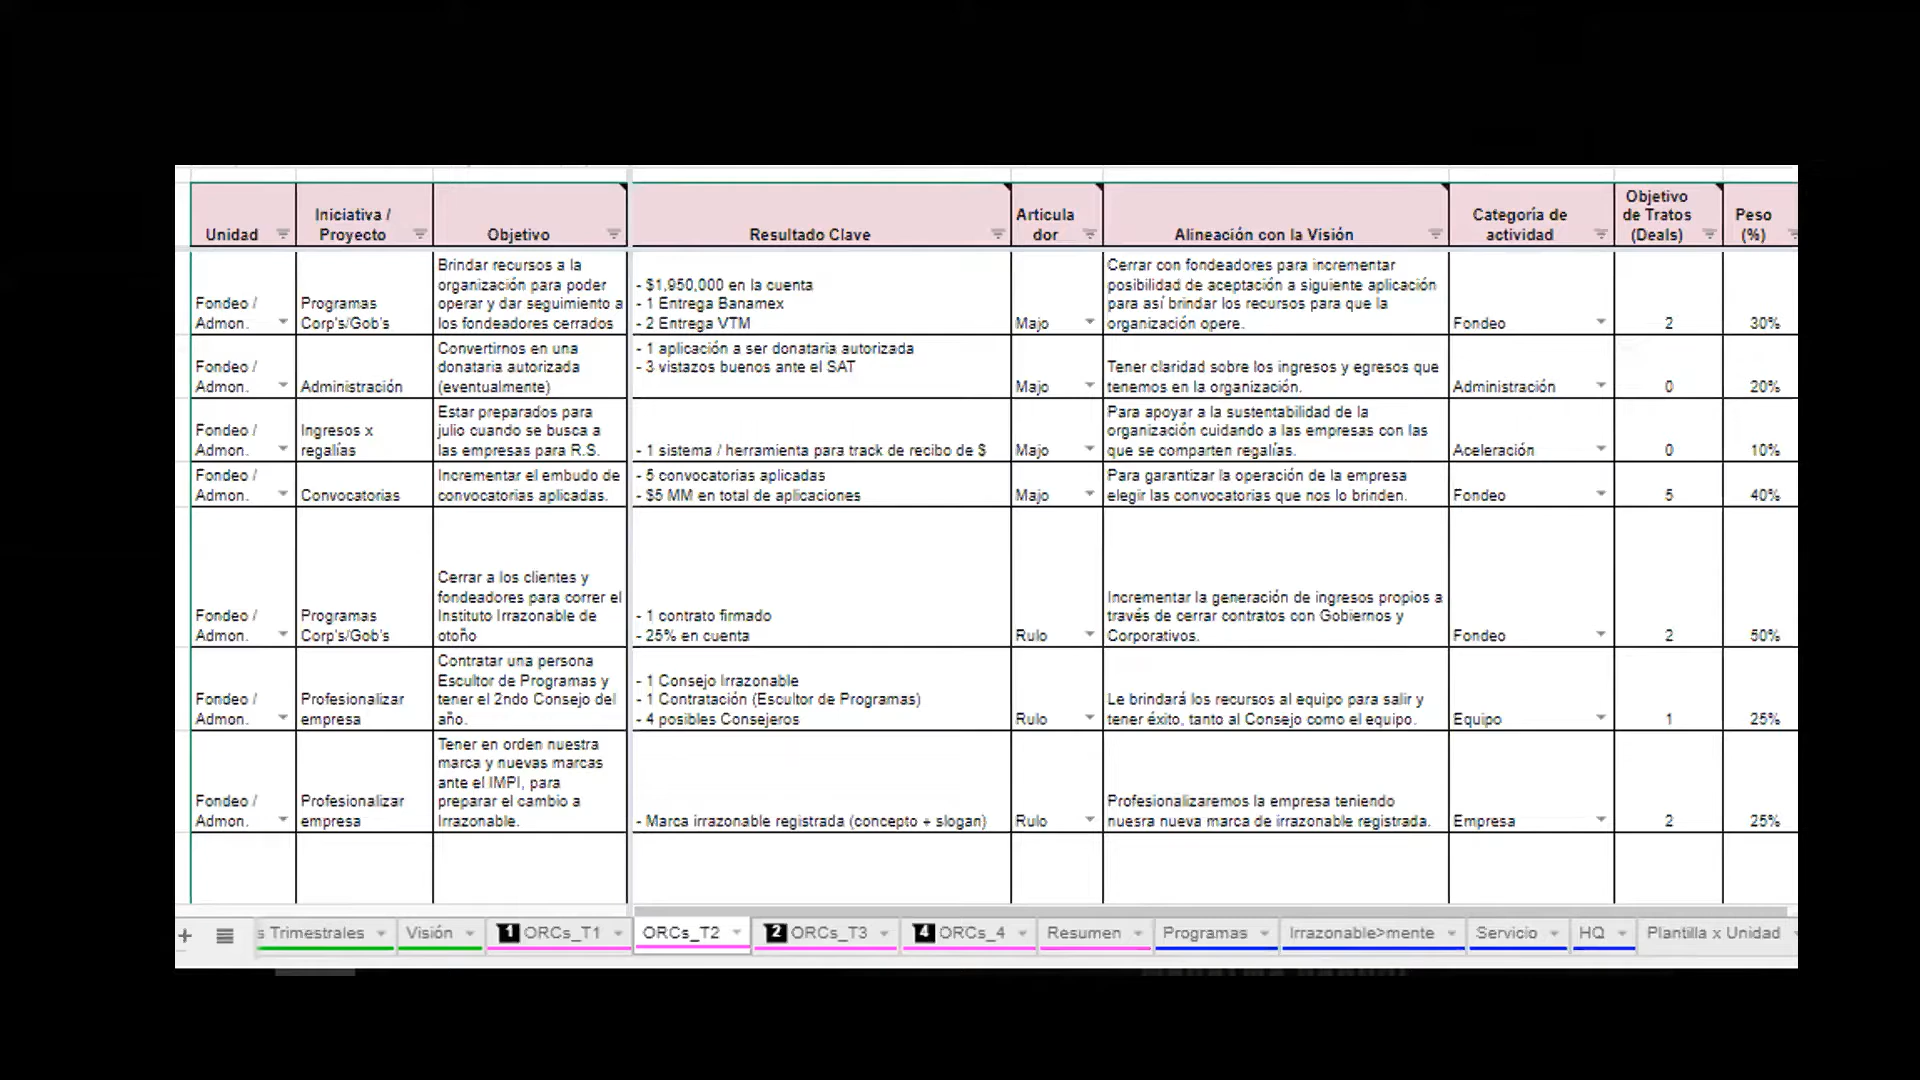 Unidad
Iniciativa /
Proyecto
Objetivo
Resultado Clave
Articula
dor
Alineación con la Visión
Categoría de
actividad
Objetivo
de Tratos
(Deals)
Peso
(%)
Fondeo /
Admon.
Programas
Corp's/Gob's
Brindar recursos a la
organización para poder
operar y dar seguimiento a
los fondeadores cerrados
- $1,950,000 en la cuenta
- 1 Entrega Banamex
- 2 Entrega VTM
Majo
Cerrar con fondeadores para incrementar
posibilidad de aceptación a siguiente aplicación
para así brindar los recursos para que la
organización opere.
Fondeo
2
30%
Fondeo /
Admon.
Administración
Convertirnos en una
donataria autorizada
(eventualmente)
- 1 aplicación a ser donataria autorizada
- 3 vistazos buenos ante el SAT
Majo
Tener claridad sobre los ingresos y egresos que
tenemos en la organización.
Administración
0
20%
Fondeo /
Admon.
Ingresos x
regalías
Estar preparados para
julio cuando se busca a
las empresas para R.S.
- 1 sistema / herramienta para track de recibo de $
Majo
Para apoyar a la sustentabilidad de la
organización cuidando a las empresas con las
que se comparten regalías.
Aceleración
0
10%
Fondeo /
Admon.
Convocatorias
Incrementar el embudo de
convocatorias aplicadas.
- 5 convocatorias aplicadas
- $5 MM en total de aplicaciones
Majo
Para garantizar la operación de la empresa
elegir las convocatorias que nos lo brinden.
Fondeo
5
40%
Fondeo /
Admon.
Programas
Corp's/Gob's
Cerrar a los clientes y
fondeadores para correr el
Instituto Irrazonable de
otoño
- 1 contrato firmado
- 25% en cuenta
Rulo
Incrementar la generación de ingresos propios a
través de cerrar contratos con Gobiernos y
Corporativos.
Fondeo
2
50%
Fondeo /
Admon.
Profesionalizar
empresa
Contratar una persona
Escultor de Programas y
tener el 2ndo Consejo del
año.
- 1 Consejo Irrazonable
- 1 Contratación (Escultor de Programas)
- 4 posibles Consejeros
Rulo
Le brindará los recursos al equipo para salir y
tener éxito, tanto al Consejo como el equipo.
Equipo
1
25%
Fondeo /
Admon.
Profesionalizar
empresa
Tener en orden nuestra
marca y nuevas marcas
ante el IMPI, para
preparar el cambio a
Irrazonable.
- Marca irrazonable registrada (concepto + slogan)
Rulo
Profesionalizaremos la empresa teniendo
nuesra nueva marca de irrazonable registrada.
Empresa
2
25%
s Trimestrales
Visión
1 ORCs_T1
ORCs_T2
2 ORCs_T3
4 ORCs_4
Resumen
Programas
Irrazonable>mente
Servicio
HQ
Plantilla x Unidad